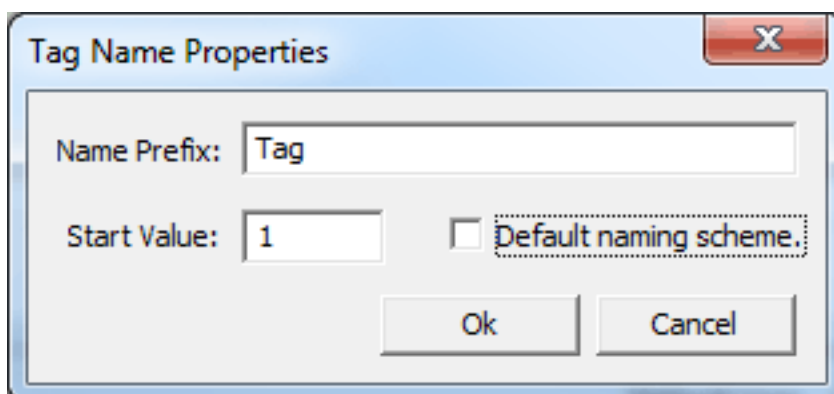 Tag Name Properties
Name Prefix: Tag
Start Value: 1 Default naming scheme.
Ok Cancel